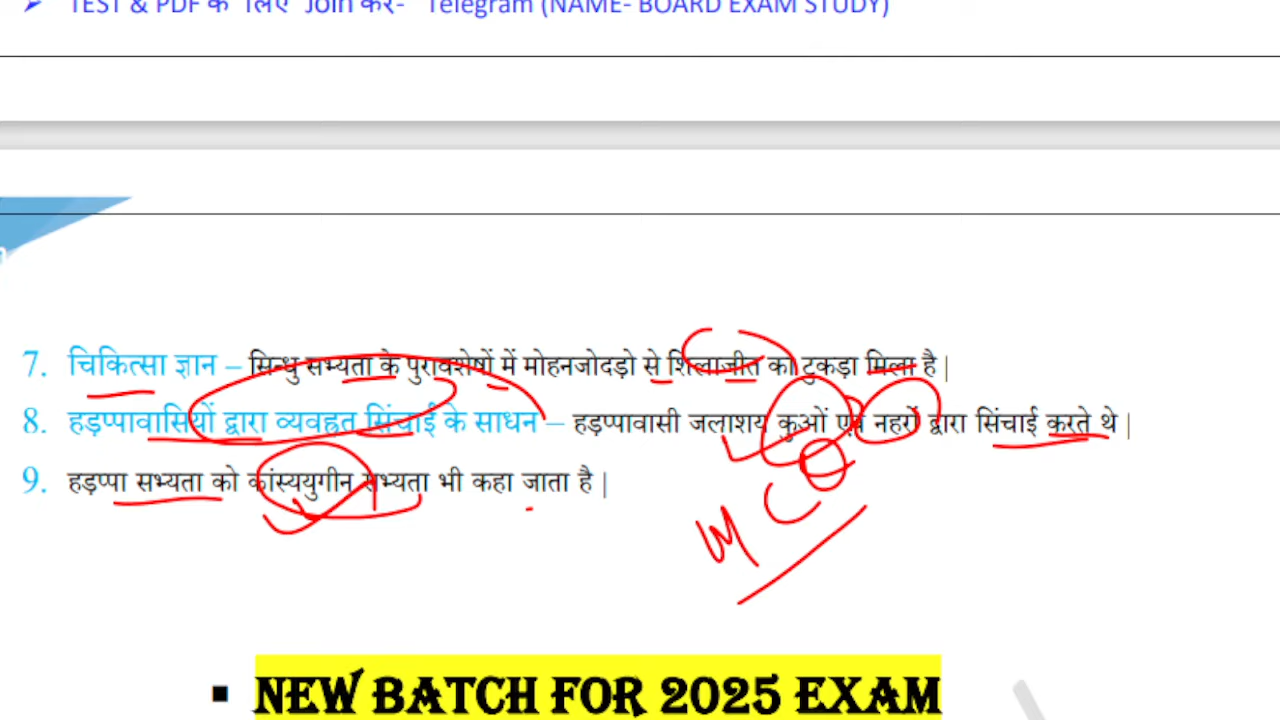 ➢ TEST & PDF के लिए Join करे- Telegram (NAME- BOARD EXAM STUDY)
7. चिकित्सा ज्ञान – सिन्धु सभ्यता के पुरावशेषों में मोहनजोदड़ो से शिलाजीत का टुकड़ा मिला है |
8. हड़प्पावासियों द्वारा व्यवह्रत सिंचाई के साधन – हड़प्पावासी जलाशय कुओं एवं नहरों द्वारा सिंचाई करते थे |
9. हड़प्पा सभ्यता को कांस्ययुगीन सभ्यता भी कहा जाता है |
MCQ
▪ NEW BATCH FOR 2025 EXAM